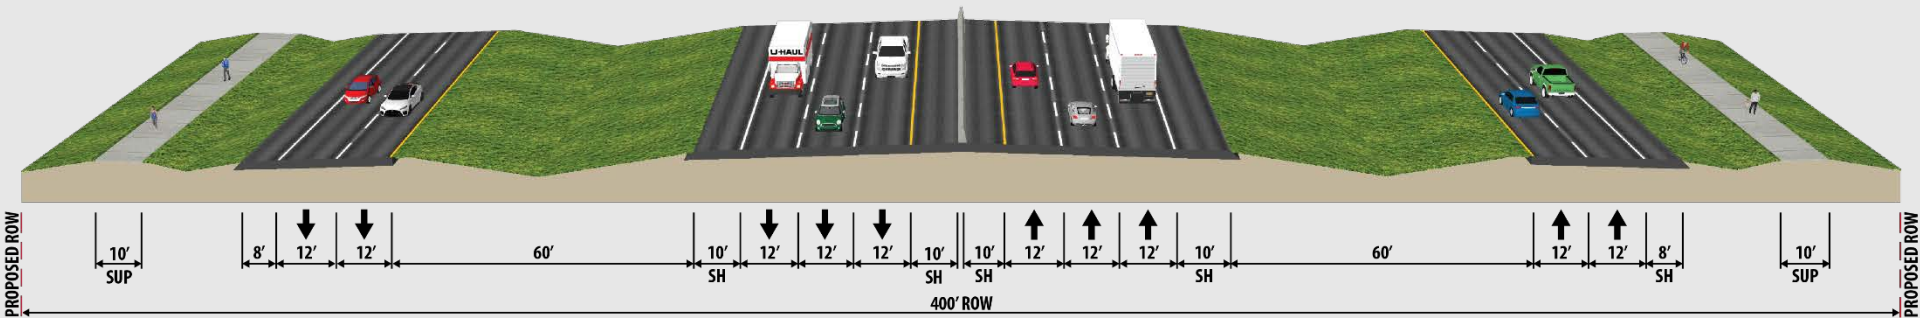 U-HAUL
PROPOSED ROW
10' 8' 12' 12' 60' 10' 12' 12' 12' 10' 10' 12' 12' 12' 10' 60' 12' 12' 8' 10'
SUP SH SH SH SH SH SUP
400' ROW
PROPOSED ROW